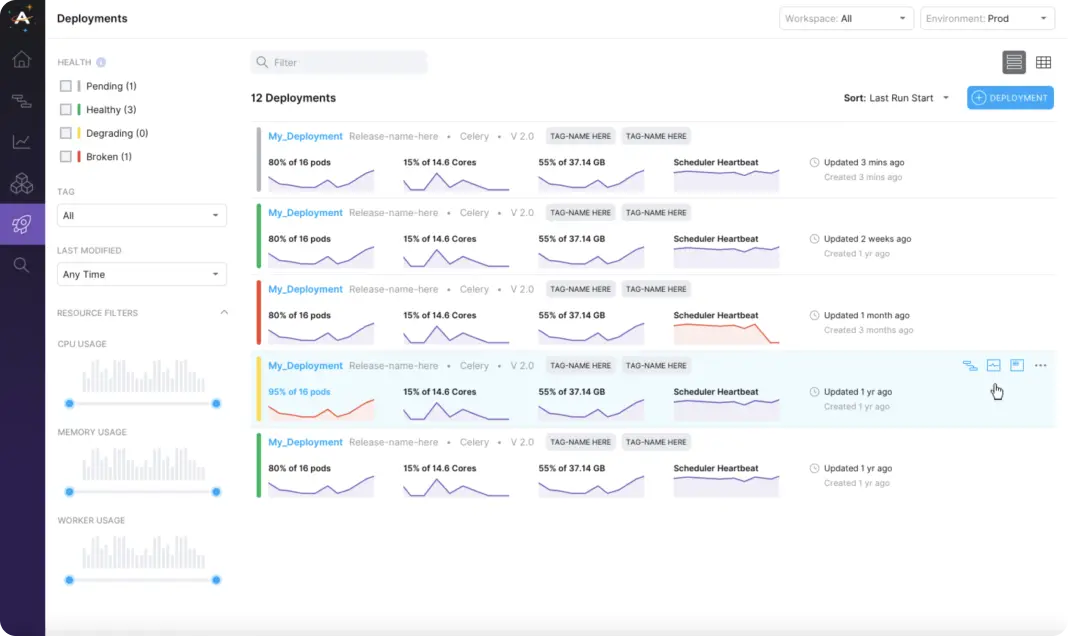 Deployments
Workspace: All
Environment: Prod
HEALTH
Pending (1)
Healthy (3)
Degrading (0)
Broken (1)
TAG
All
LAST MODIFIED
Any Time
RESOURCE FILTERS
CPU USAGE
MEMORY USAGE
WORKER USAGE
Filter
12 Deployments
Sort: Last Run Start
DEPLOYMENT
My_Deployment Release-name-here • Celery • V 2.0 TAG-NAME HERE TAG-NAME HERE
80% of 16 pods 15% of 14.6 Cores 55% of 37.14 GB Scheduler Heartbeat Updated 3 mins ago
Created 3 mins ago
My_Deployment Release-name-here • Celery • V 2.0 TAG-NAME HERE TAG-NAME HERE
80% of 16 pods 15% of 14.6 Cores 55% of 37.14 GB Scheduler Heartbeat Updated 2 weeks ago
Created 1 yr ago
My_Deployment Release-name-here • Celery • V 2.0 TAG-NAME HERE TAG-NAME HERE
80% of 16 pods 15% of 14.6 Cores 55% of 37.14 GB Scheduler Heartbeat Updated 1 month ago
Created 3 months ago
My_Deployment Release-name-here • Celery • V 2.0 TAG-NAME HERE TAG-NAME HERE
95% of 16 pods 15% of 14.6 Cores 55% of 37.14 GB Scheduler Heartbeat Updated 1 yr ago
Created 1 yr ago
My_Deployment Release-name-here • Celery • V 2.0 TAG-NAME HERE TAG-NAME HERE
80% of 16 pods 15% of 14.6 Cores 55% of 37.14 GB Scheduler Heartbeat Updated 1 yr ago
Created 1 yr ago